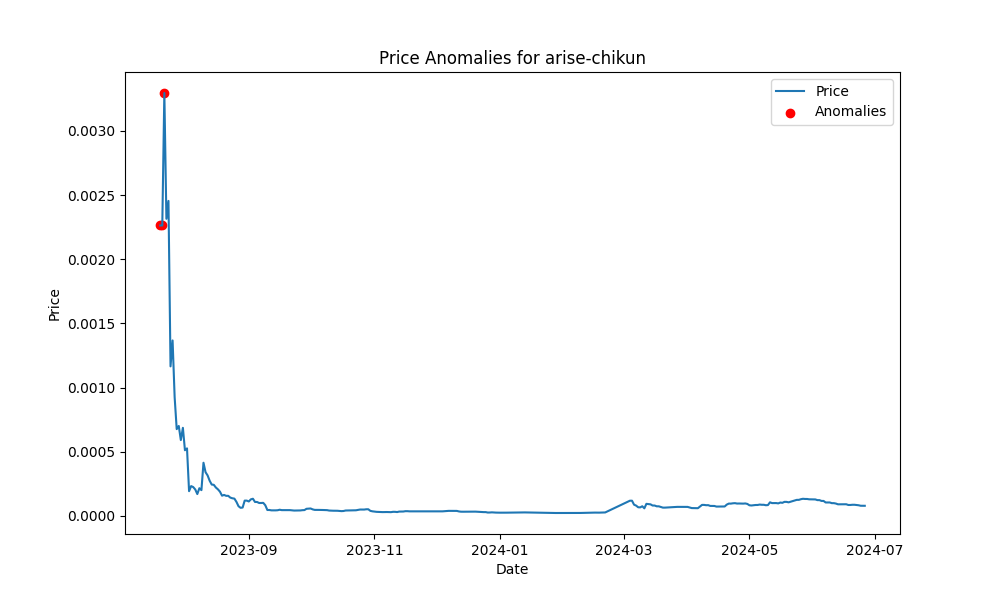 Price Anomalies for arise-chikun
Price
Anomalies
0.0030
0.0025
0.0020
0.0015
0.0010
0.0005
0.0000
Price
2023-09
2023-11
2024-01
2024-03
2024-05
2024-07
Date